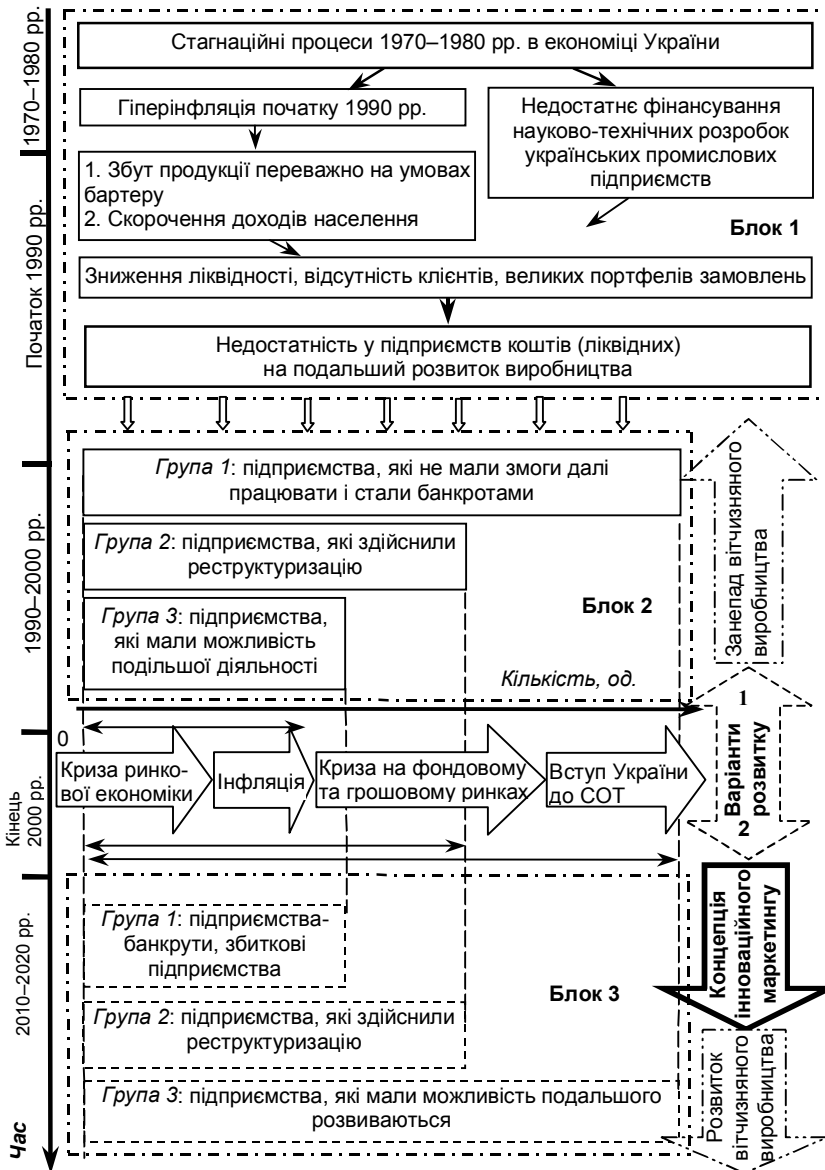 Стагнаційні процеси 1970–1980 рр. в економіці України
Гіперінфляція початку 1990 рр.
Недостатнє фінансування
науково-технічних розробок
українських промислових
підприємств
1. Збут продукції переважно на умовах
бартеру
2. Скорочення доходів населення
Блок 1
Зниження ліквідності, відсутність клієнтів, великих портфелів замовлень
Недостатність у підприємств коштів (ліквідних)
на подальший розвиток виробництва
1970–1980 рр.
Початок 1990 рр.
1990–2000 рр.
Кінець
2000 рр.
2010–2020 рр.
Час
Група 1: підприємства, які не мали змоги далі
працювати і стали банкротами
Група 2: підприємства, які здійснили
реструктуризацію
Група 3: підприємства,
які мали можливість
подільшої діяльності
Блок 2
Кількість, од.
0
Занепад вітчизняного
виробництва
1
Варіанти
розвитку
2
Криза ринко-
вої економіки
Інфляція
Криза на фондовому
та грошовому ринках
Вступ України
до СОТ
Концепція
інноваційного
маркетингу
Група 1: підприємства-
банкрути, збиткові
підприємства
Блок 3
Група 2: підприємства, які здійснили
реструктуризацію
Група 3: підприємства, які мали можливість подальшого
розвиваються
Розвиток
вітчизняного
виробництва